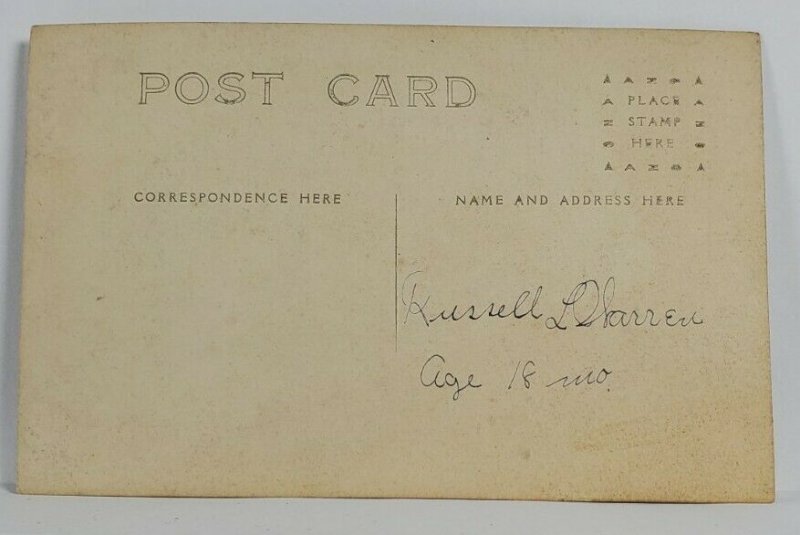 POST CARD
PLACE
STAMP
HERE
CORRESPONDENCE HERE
NAME AND ADDRESS HERE
Russell L Warren
Age 18 mo.